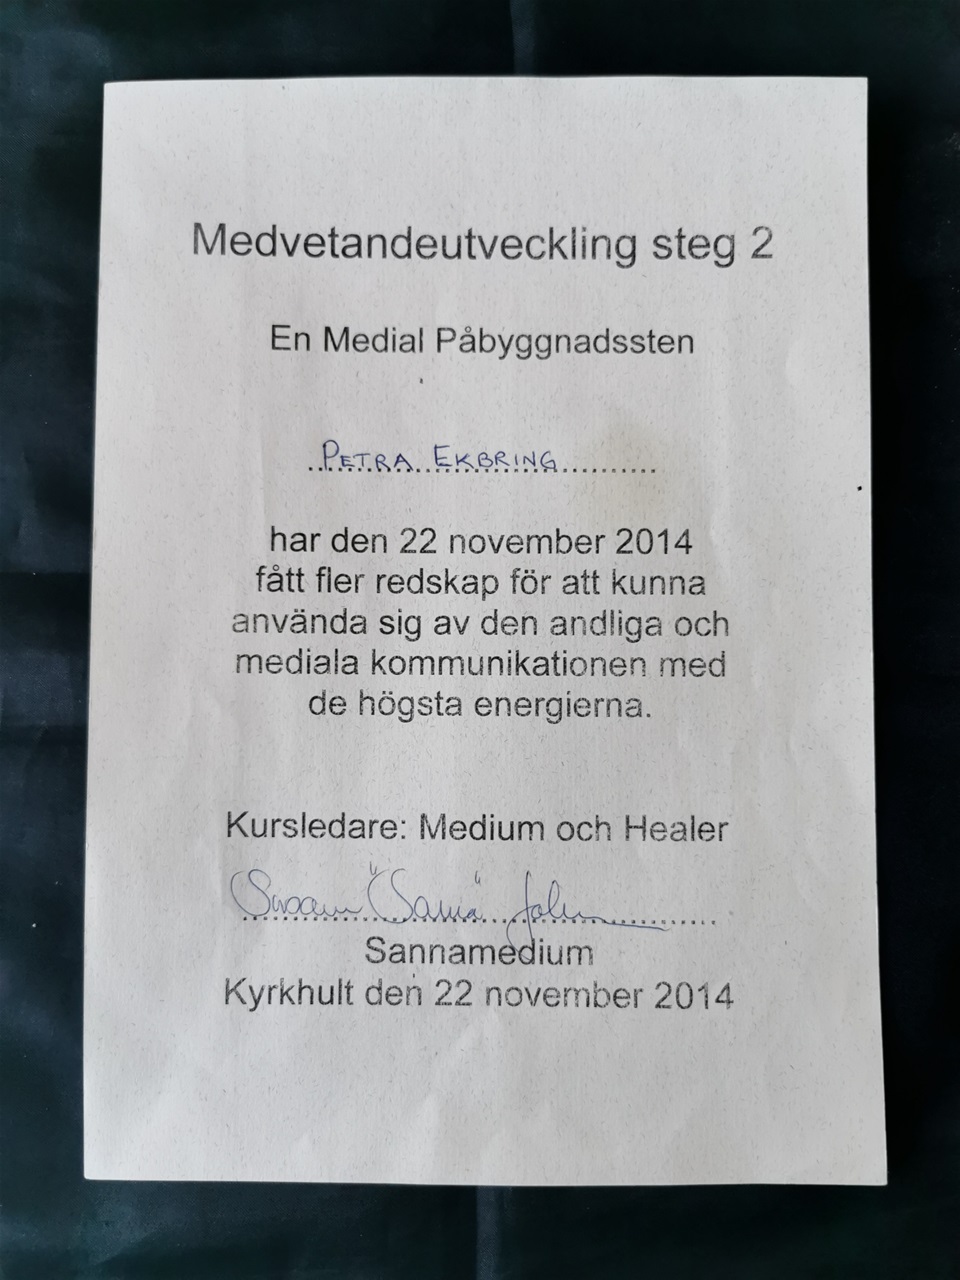 Medvetandeutveckling steg 2
En Medial Påbyggnadssten
PETRA EKBRING
har den 22 november 2014
fått fler redskap för att kunna
använda sig av den andliga och
mediala kommunikationen med
de högsta energierna.
Kursledare: Medium och Healer
"Sanna"
Sannamedium
Kyrkhult den 22 november 2014